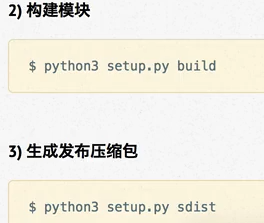 2) 构建模块
$ python3 setup.py build
3) 生成发布压缩包
$ python3 setup.py sdist